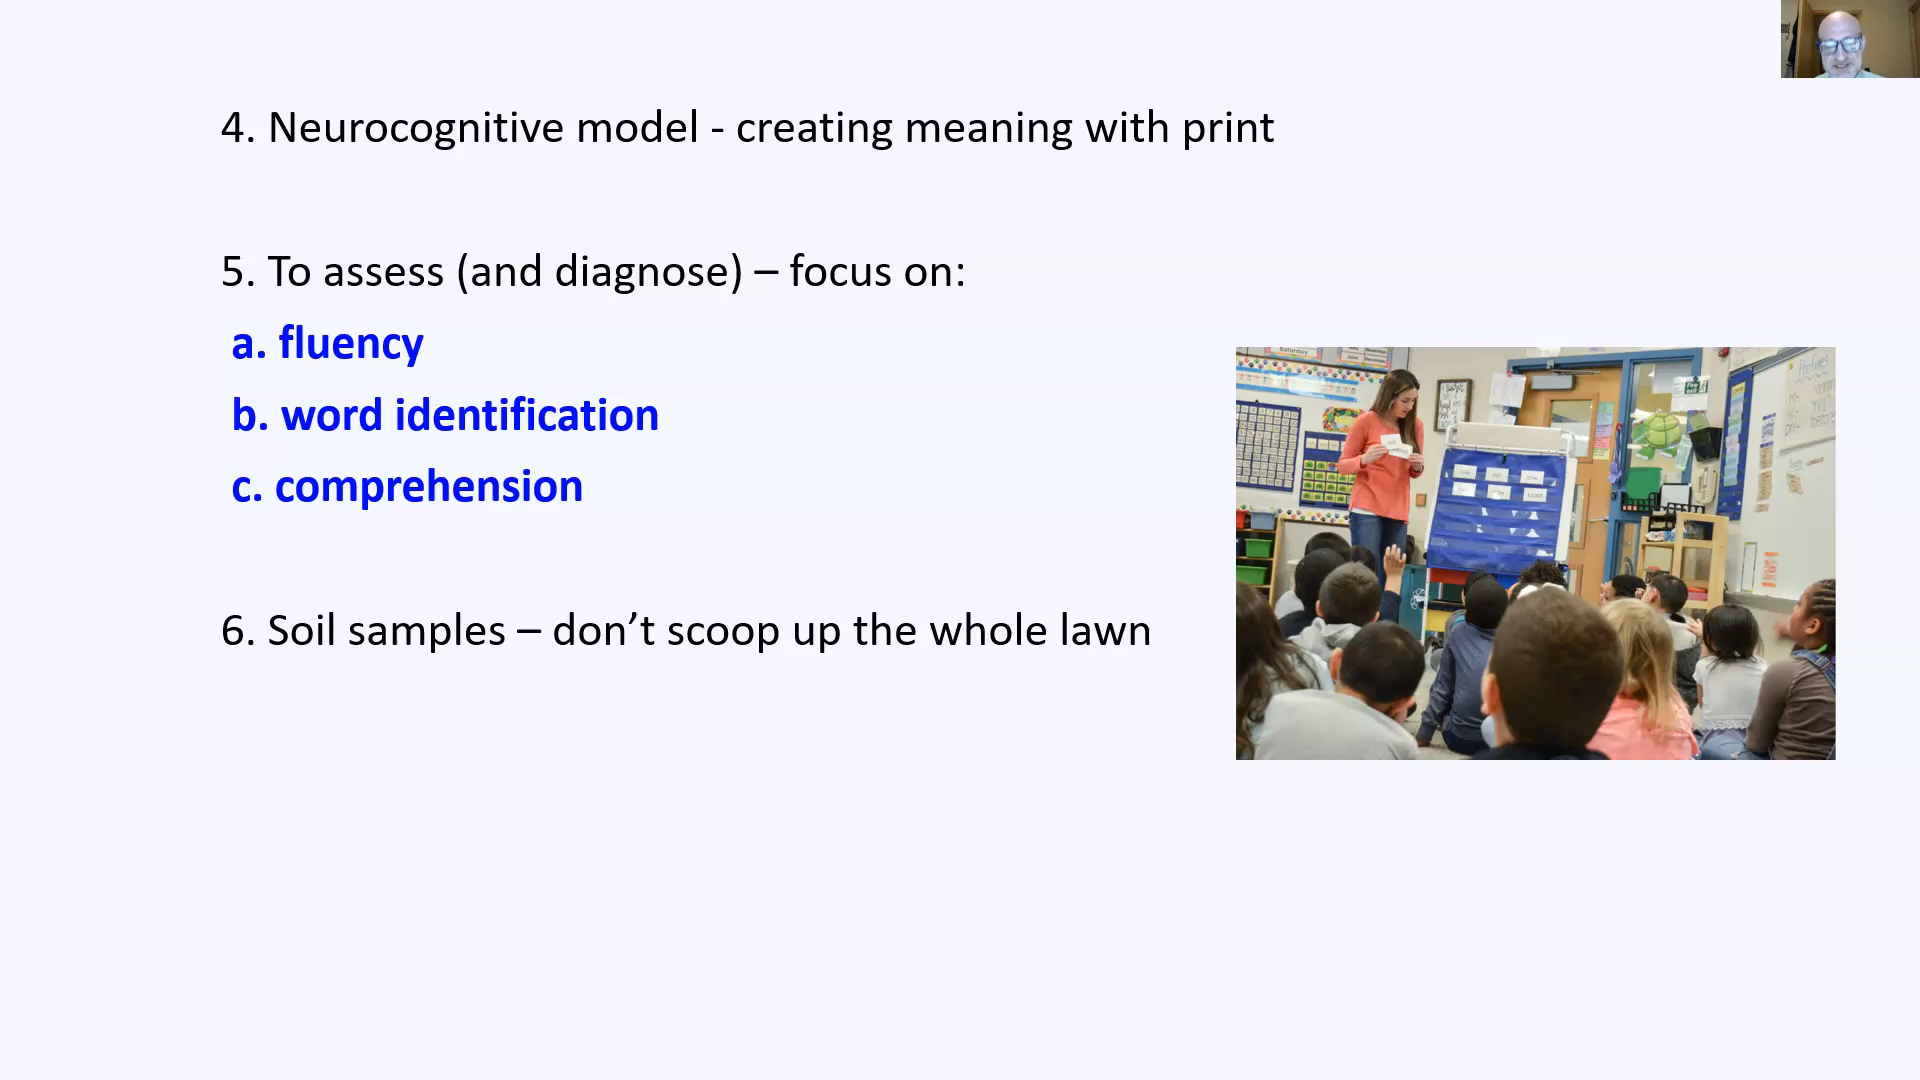 4. Neurocognitive model - creating meaning with print
5. To assess (and diagnose) – focus on:
a. fluency
b. word identification
c. comprehension
6. Soil samples – don’t scoop up the whole lawn
Saturday